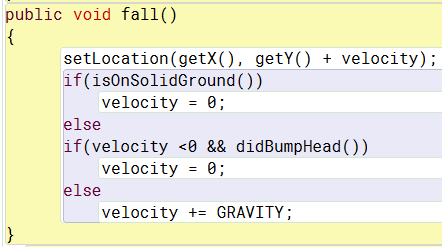 public void fall()
{
setLocation(getX(), getY() + velocity);
if(isOnSolidGround())
velocity = 0;
else
if(velocity <0 && didBumpHead())
velocity = 0;
else
velocity += GRAVITY;
}